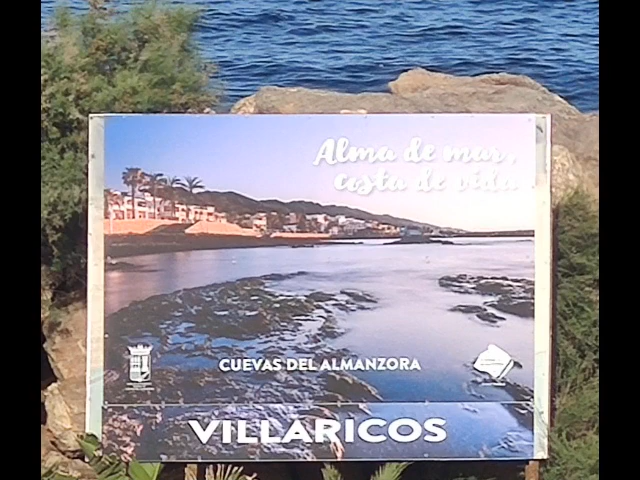 Alma de mar,
costa de vida
CUEVAS DEL ALMANZORA
VILLARICOS